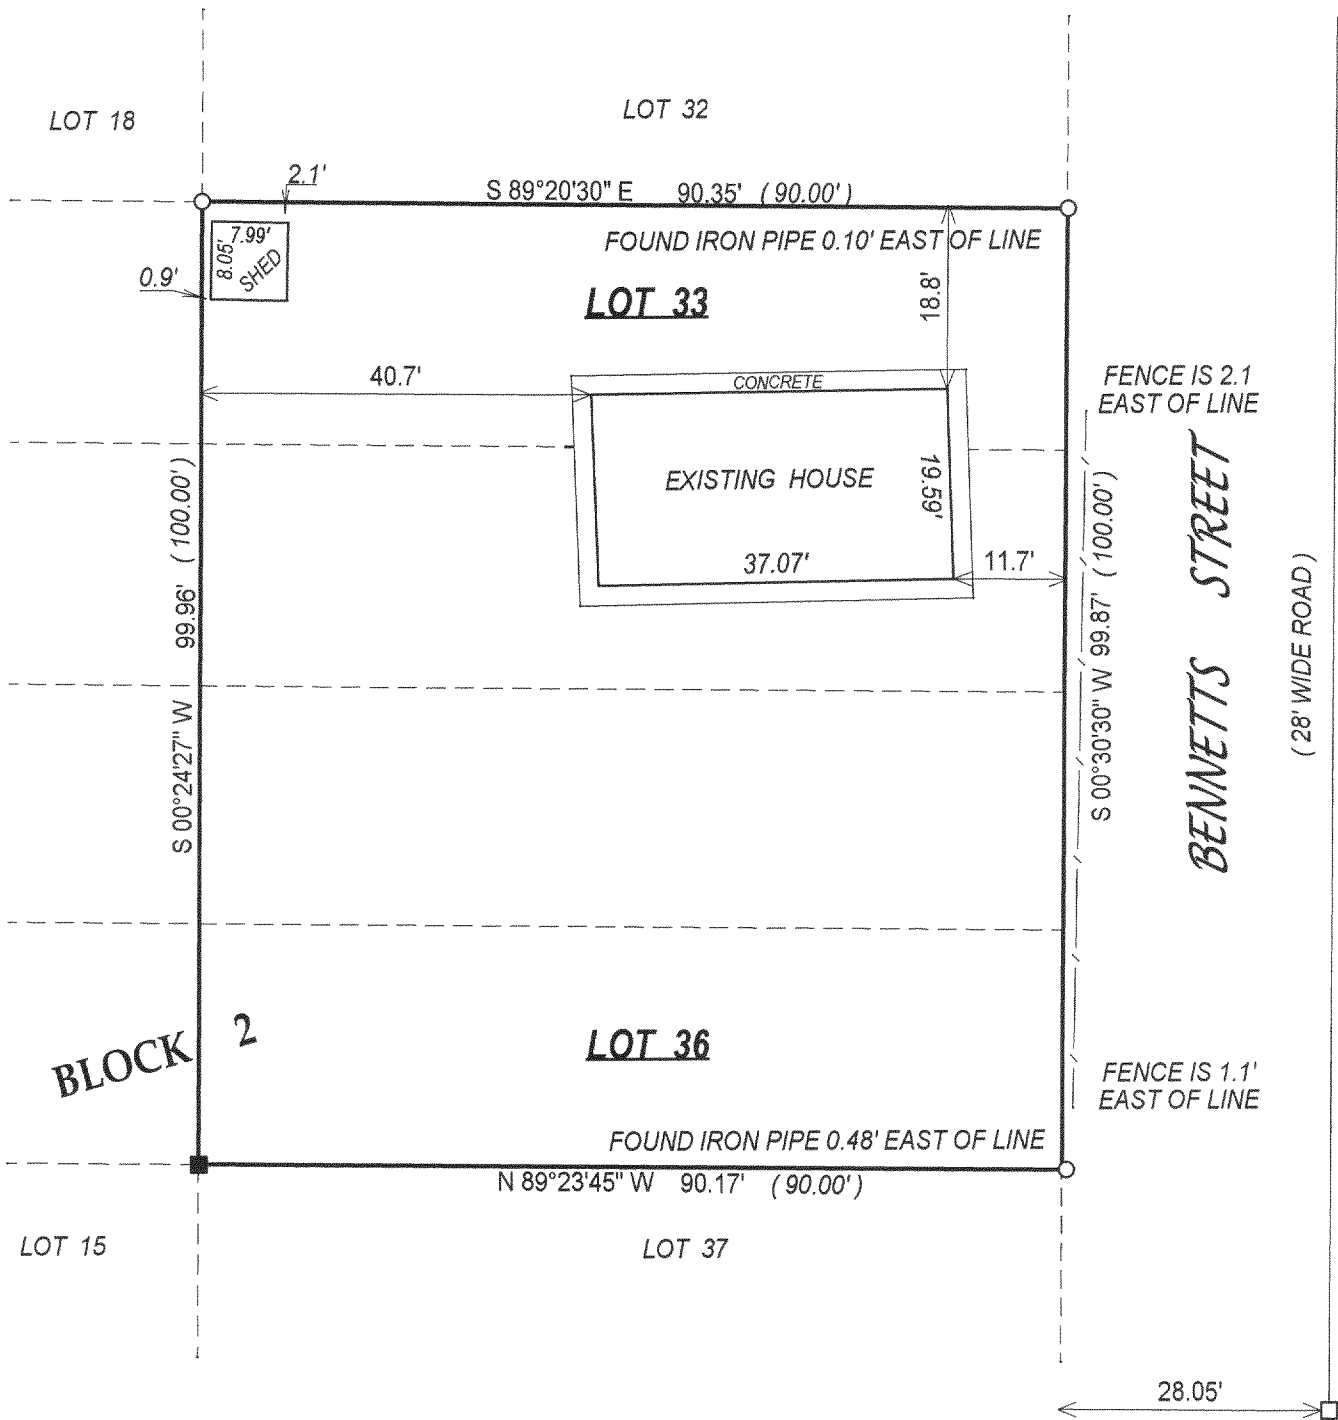 LOT 18
LOT 32
2.1'
S 89°20'30" E 90.35' ( 90.00' )
FOUND IRON PIPE 0.10' EAST OF LINE
7.99'
8.05'
SHED
0.9'
LOT 33
18.8'
40.7'
CONCRETE
FENCE IS 2.1
EAST OF LINE
EXISTING HOUSE
19.59'
37.07'
11.7'
S 00°24'27" W 99.96' ( 100.00' )
S 00°30'30" W 99.87' ( 100.00' )
BENNETTS STREET
( 28' WIDE ROAD )
BLOCK 2
LOT 36
FENCE IS 1.1'
EAST OF LINE
FOUND IRON PIPE 0.48' EAST OF LINE
N 89°23'45" W 90.17' ( 90.00' )
LOT 15
LOT 37
28.05'